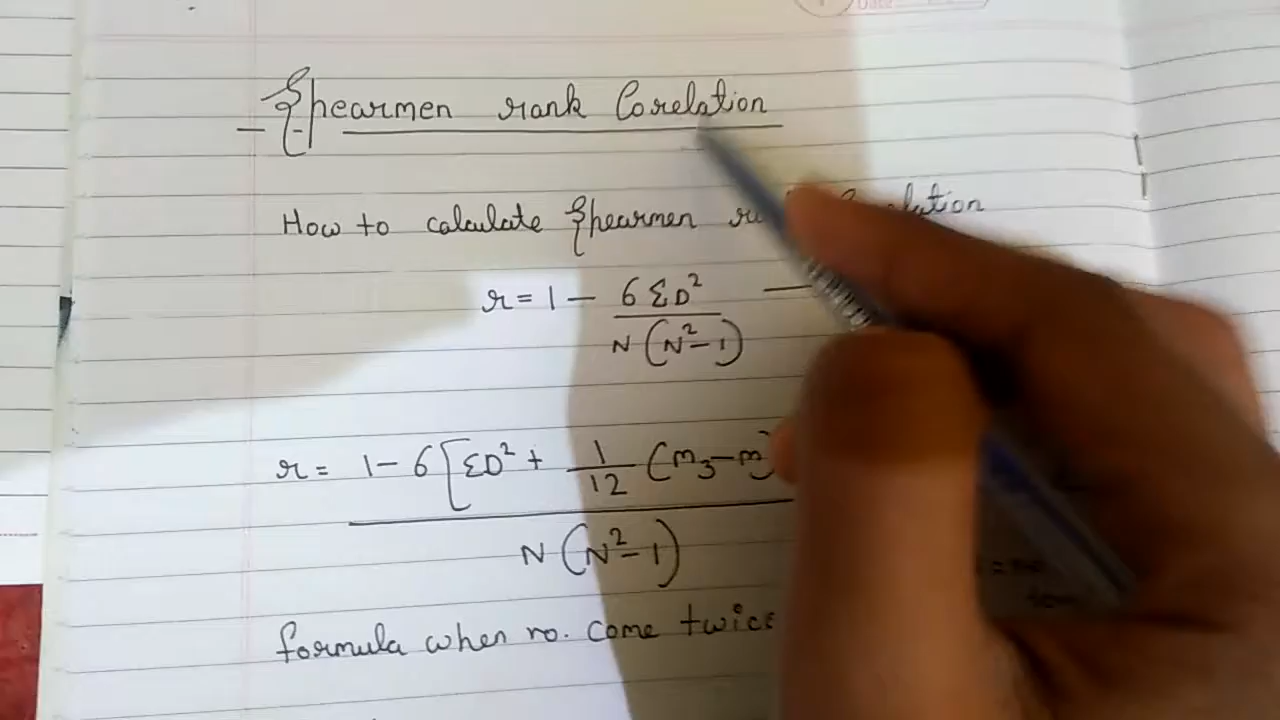 Spearmen rank Corelation
How to calculate Spearmen
r = 1 - 6ΣD² / N(N²-1)
r = 1 - 6[ΣD² + 1/12 (m₃-m) / N(N²-1)
formula when no. come twice